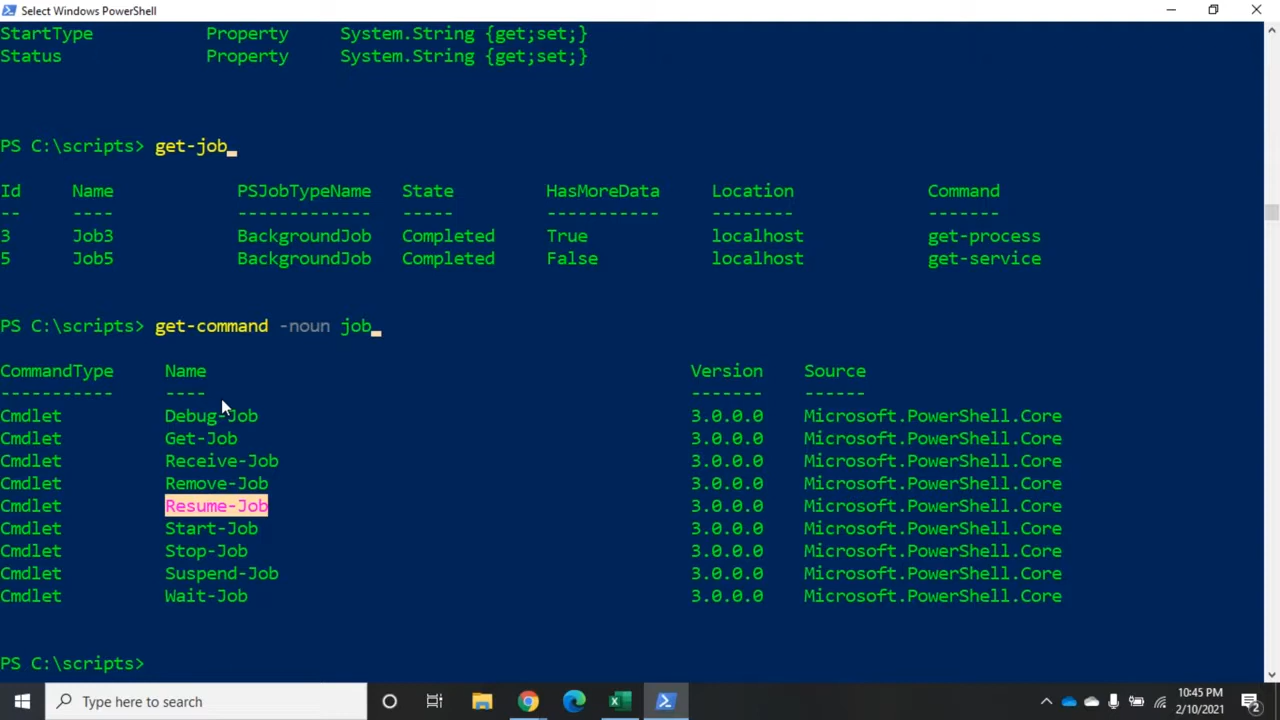 Select Windows PowerShell
StartType Property System.String {get;set;}
Status Property System.String {get;set;}
PS C:\scripts> get-job
Id Name PSJobTypeName State HasMoreData Location Command
-- ---- ------------- ----- ----------- -------- -------
3 Job3 BackgroundJob Completed True localhost get-process
5 Job5 BackgroundJob Completed False localhost get-service
PS C:\scripts> get-command -noun job
CommandType Name Version Source
----------- ---- ------- ------
Cmdlet Debug-Job 3.0.0.0 Microsoft.PowerShell.Core
Cmdlet Get-Job 3.0.0.0 Microsoft.PowerShell.Core
Cmdlet Receive-Job 3.0.0.0 Microsoft.PowerShell.Core
Cmdlet Remove-Job 3.0.0.0 Microsoft.PowerShell.Core
Cmdlet Resume-Job 3.0.0.0 Microsoft.PowerShell.Core
Cmdlet Start-Job 3.0.0.0 Microsoft.PowerShell.Core
Cmdlet Stop-Job 3.0.0.0 Microsoft.PowerShell.Core
Cmdlet Suspend-Job 3.0.0.0 Microsoft.PowerShell.Core
Cmdlet Wait-Job 3.0.0.0 Microsoft.PowerShell.Core
PS C:\scripts>
Type here to search
10:45 PM
2/10/2021
2